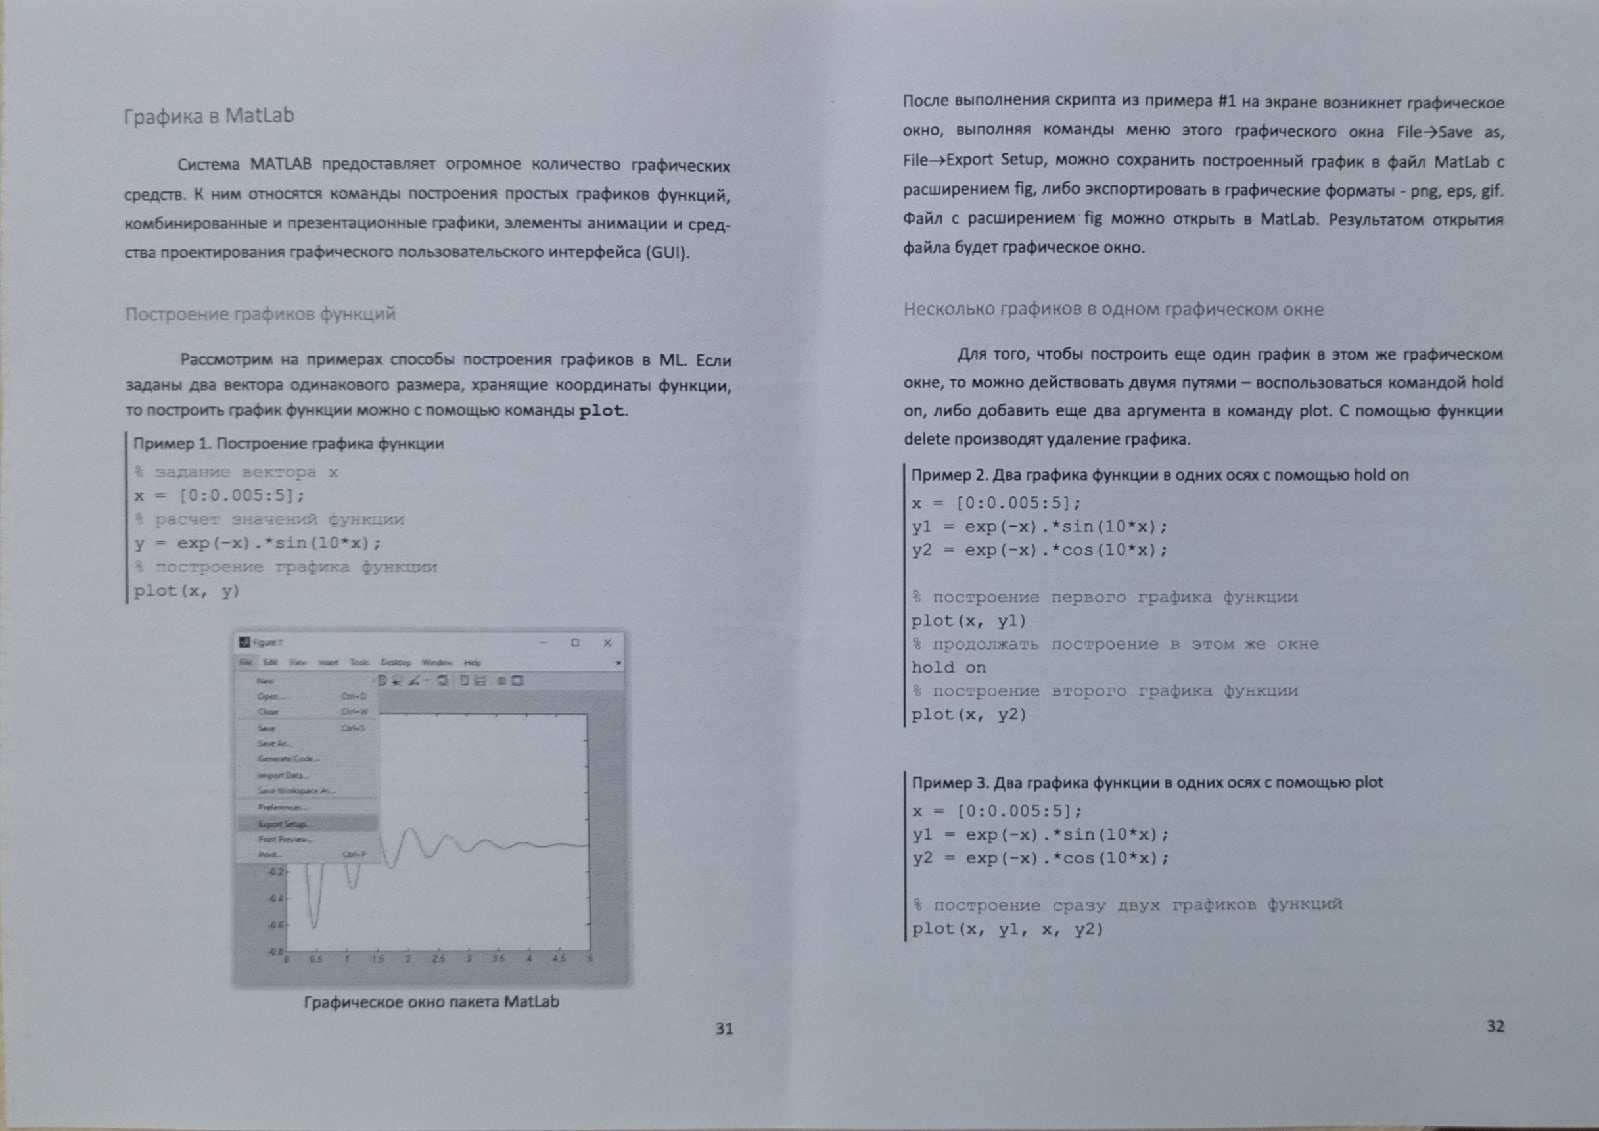 Графика в MatLab
Система MATLAB предоставляет огромное количество графических
средств. К ним относятся команды построения простых графиков функций,
комбинированные и презентационные графики, элементы анимации и сред-
ства проектирования графического пользовательского интерфейса (GUI).
Построение графиков функций
Рассмотрим на примерах способы построения графиков в ML. Если
заданы два вектора одинакового размера, хранящие координаты функции,
то построить график функции можно с помощью команды plot.
Пример 1. Построение графика функции
% задание вектора x
x = [0:0.005:5];
% расчет значений функции
y = exp(-x).*sin(10*x);
% построение графика функции
plot(x, y)
Figure 1
File Edit View Insert Tools Desktop Window Help
New
Open... Ctrl+O
Close Ctrl+W
Save Ctrl+S
Save As...
Generate Code...
Import Data...
Save Workspace As...
Preferences...
Export Setup...
Print Preview...
Print... Ctrl+P
-0.2
-0.4
-0.6
-0.8
0 0.5 1 1.5 2 2.5 3 3.5 4 4.5 5
Графическое окно пакета MatLab
31
После выполнения скрипта из примера #1 на экране возникнет графическое
окно, выполняя команды меню этого графического окна File→Save as,
File→Export Setup, можно сохранить построенный график в файл MatLab с
расширением fig, либо экспортировать в графические форматы - png, eps, gif.
Файл с расширением fig можно открыть в MatLab. Результатом открытия
файла будет графическое окно.
Несколько графиков в одном графическом окне
Для того, чтобы построить еще один график в этом же графическом
окне, то можно действовать двумя путями – воспользоваться командой hold
on, либо добавить еще два аргумента в команду plot. С помощью функции
delete производят удаление графика.
Пример 2. Два графика функции в одних осях с помощью hold on
x = [0:0.005:5];
y1 = exp(-x).*sin(10*x);
y2 = exp(-x).*cos(10*x);
% построение первого графика функции
plot(x, y1)
% продолжать построение в этом же окне
hold on
% построение второго графика функции
plot(x, y2)
Пример 3. Два графика функции в одних осях с помощью plot
x = [0:0.005:5];
y1 = exp(-x).*sin(10*x);
y2 = exp(-x).*cos(10*x);
% построение сразу двух графиков функций
plot(x, y1, x, y2)
32